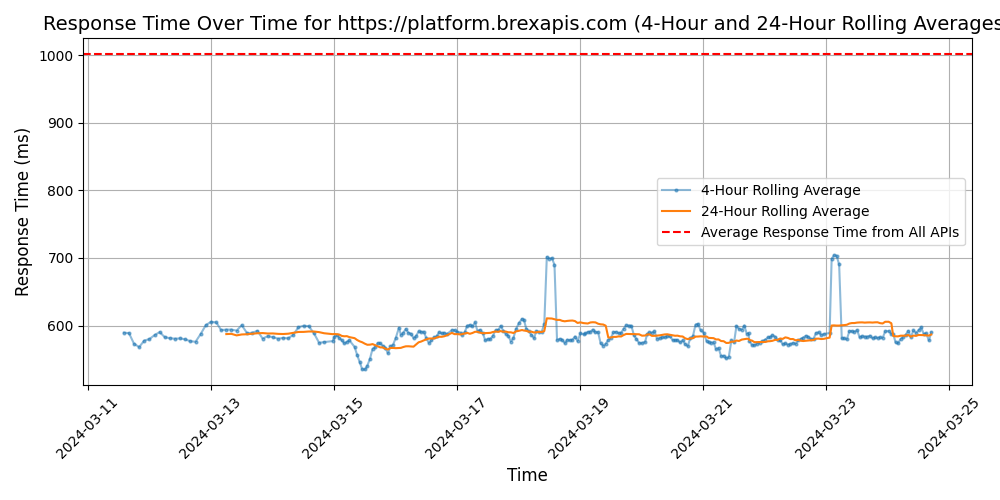 Response Time Over Time for https://platform.brexapis.com (4-Hour and 24-Hour Rolling Averages
1000
900
800
700
600
Response Time (ms)
4-Hour Rolling Average
24-Hour Rolling Average
Average Response Time from All APIs
2024-03-11
2024-03-13
2024-03-15
2024-03-17
2024-03-19
2024-03-21
2024-03-23
2024-03-25
Time